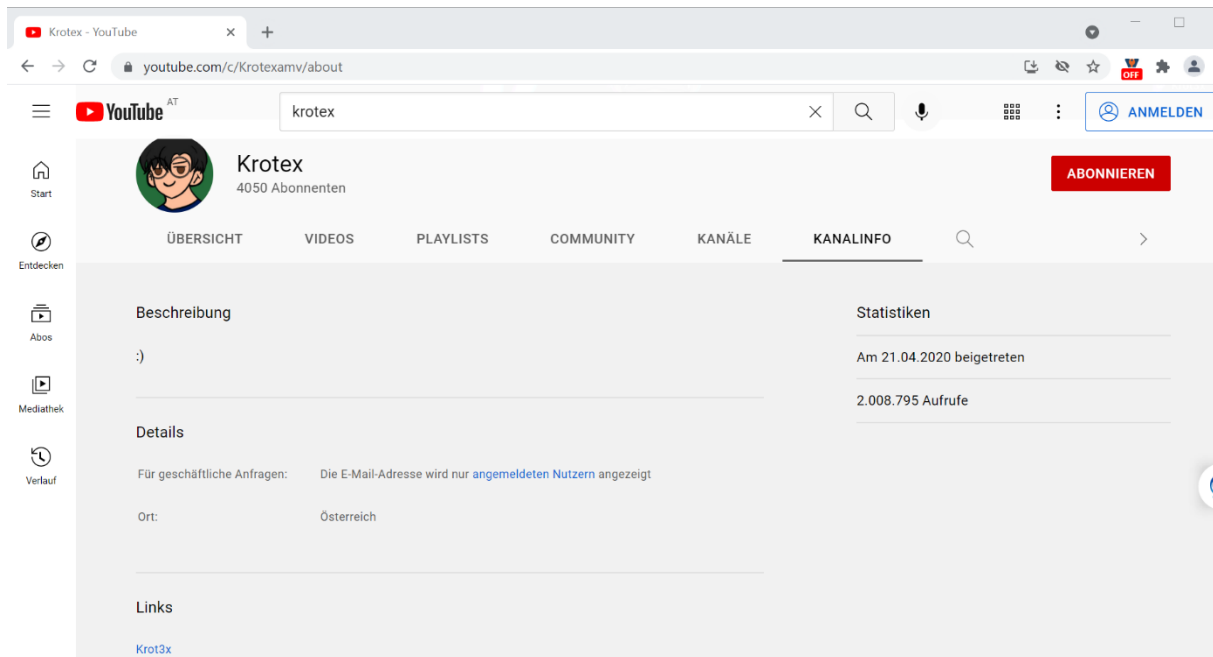 Krotex - YouTube
youtube.com/c/Krotexamv/about
OFF
YouTube AT
krotex
ANMELDEN
Start
Entdecken
Abos
Mediathek
Verlauf
Krotex
4050 Abonnenten
ABONNIEREN
ÜBERSICHT VIDEOS PLAYLISTS COMMUNITY KANÄLE KANALINFO
Beschreibung
:)
Details
Für geschäftliche Anfragen: Die E-Mail-Adresse wird nur angemeldeten Nutzern angezeigt
Ort: Österreich
Links
Krot3x
Statistiken
Am 21.04.2020 beigetreten
2.008.795 Aufrufe